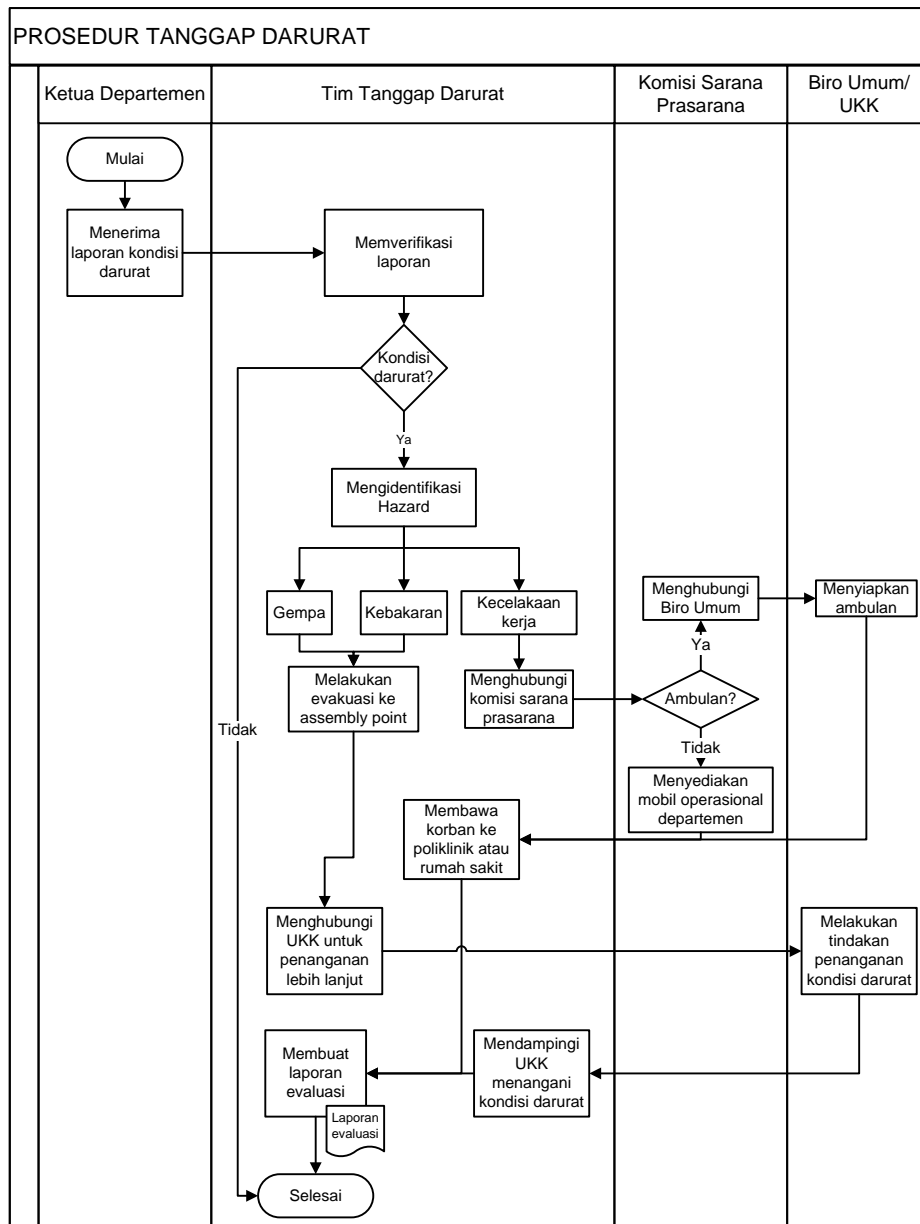 PROSEDUR TANGGAP DARURAT
Ketua Departemen
Tim Tanggap Darurat
Komisi Sarana
Prasarana
Biro Umum/
UKK
Mulai
Menerima
laporan kondisi
darurat
Memverifikasi
laporan
Kondisi
darurat?
Ya
Mengidentifikasi
Hazard
Gempa
Kebakaran
Kecelakaan
kerja
Menghubungi
Biro Umum
Menyiapkan
ambulan
Ya
Melakukan
evakuasi ke
assembly point
Menghubungi
komisi sarana
prasarana
Ambulan?
Tidak
Tidak
Menyediakan
mobil operasional
departemen
Membawa
korban ke
poliklinik atau
rumah sakit
Menghubungi
UKK untuk
penanganan
lebih lanjut
Melakukan
tindakan
penanganan
kondisi darurat
Membuat
laporan
evaluasi
Mendampingi
UKK
menangani
kondisi darurat
Laporan
evaluasi
Selesai